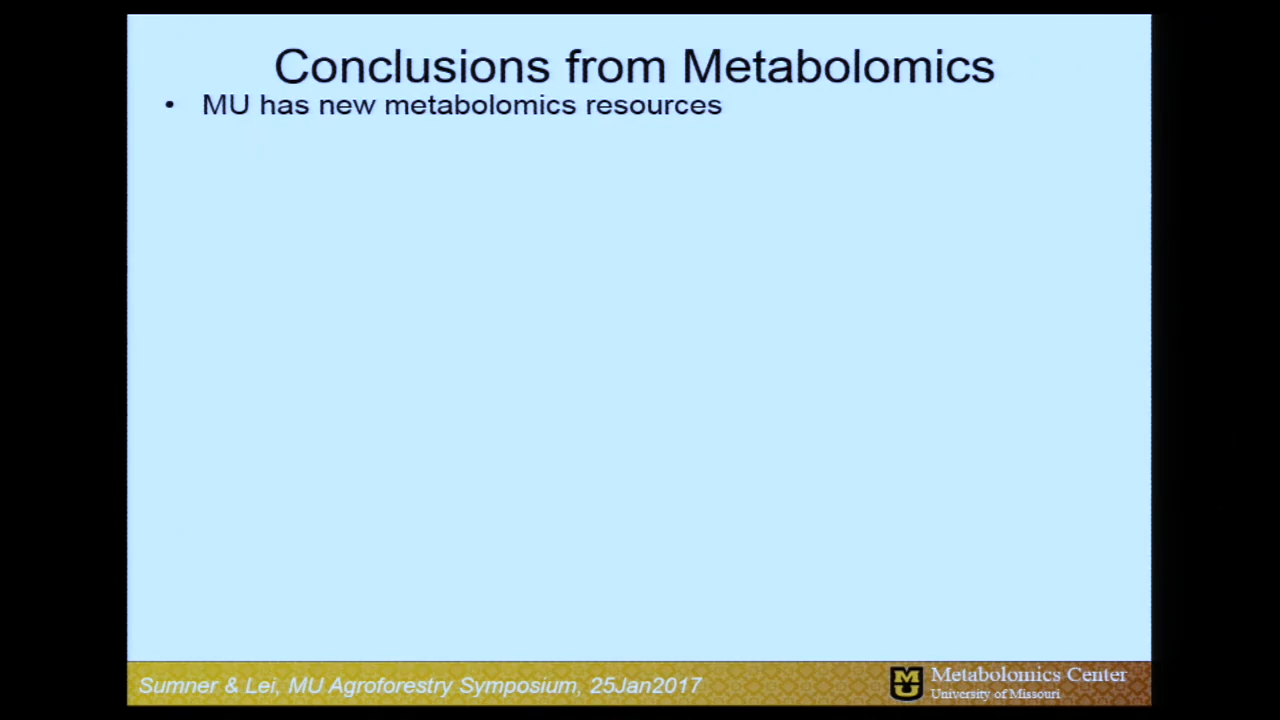 Conclusions from Metabolomics
• MU has new metabolomics resources
Sumner & Lei, MU Agroforestry Symposium, 25Jan2017
MU
Metabolomics Center
University of Missouri